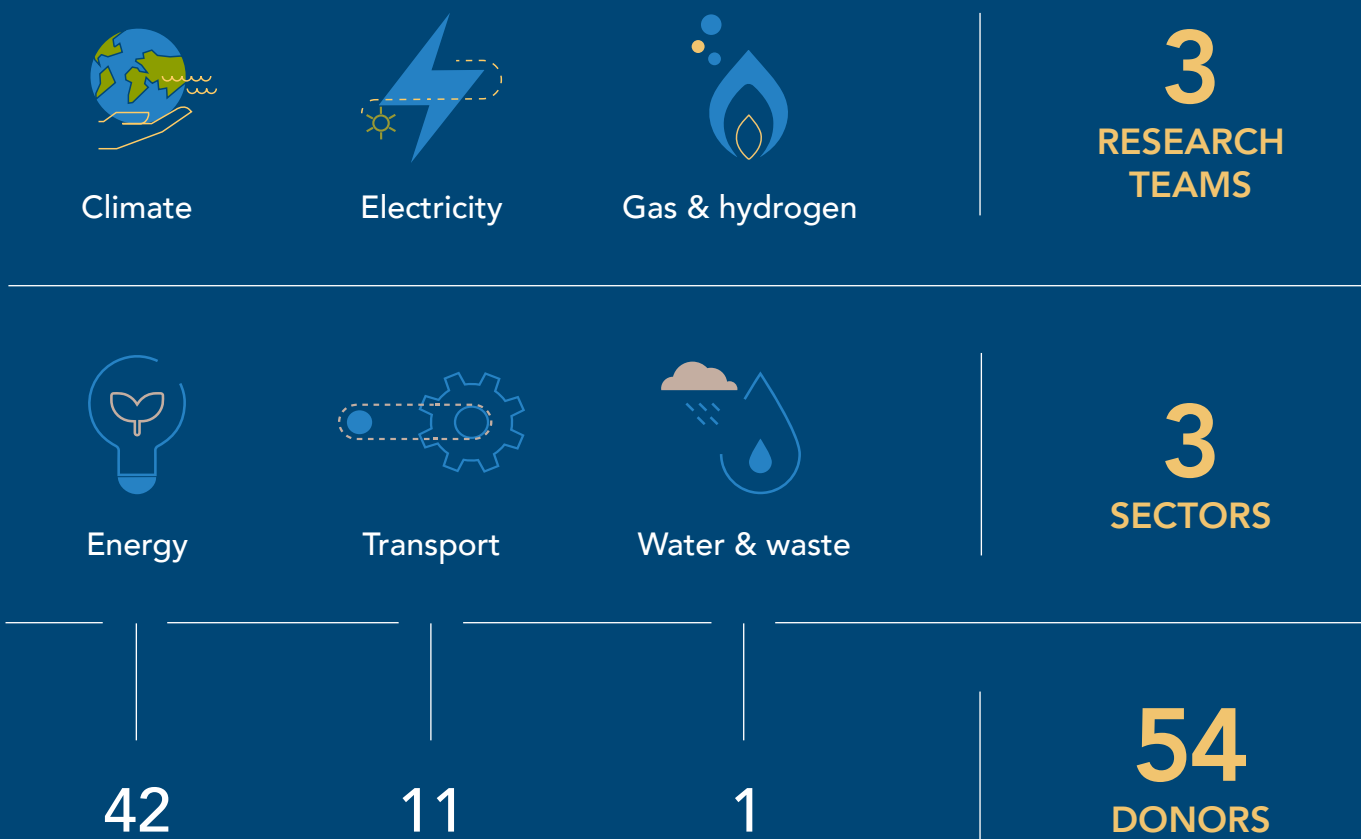 Climate
Electricity
Gas & hydrogen
3
RESEARCH
TEAMS
Energy
Transport
Water & waste
3
SECTORS
42
11
1
54
DONORS